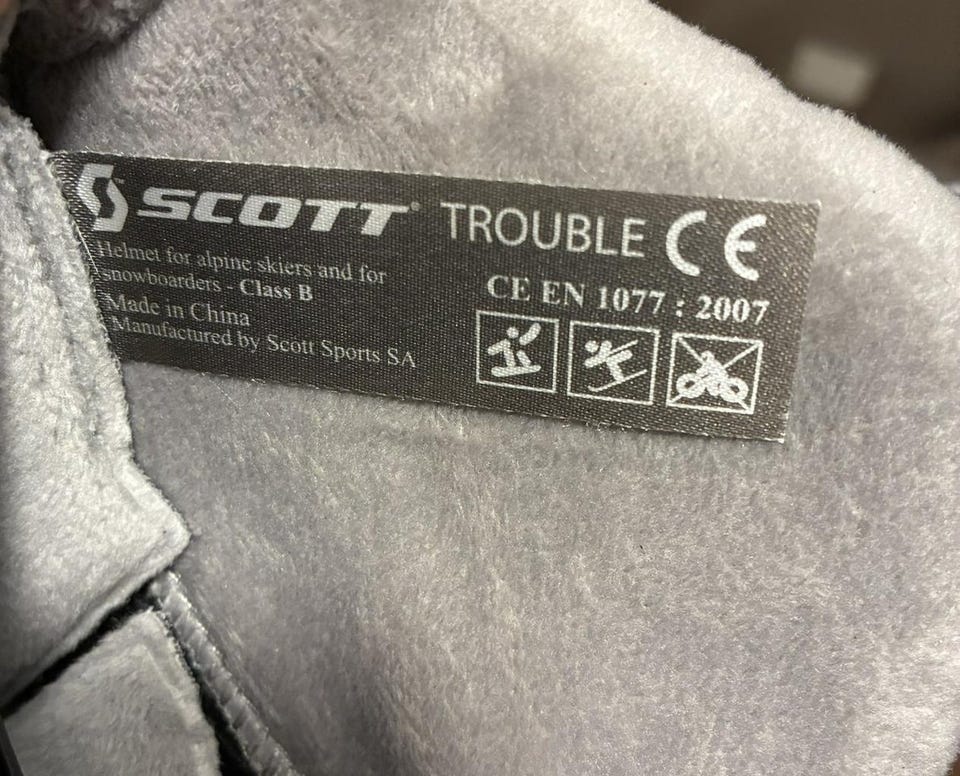 SCOTT® TROUBLE CE
Helmet for alpine skiers and for
snowboarders - Class B
Made in China
Manufactured by Scott Sports SA
CE EN 1077 : 2007